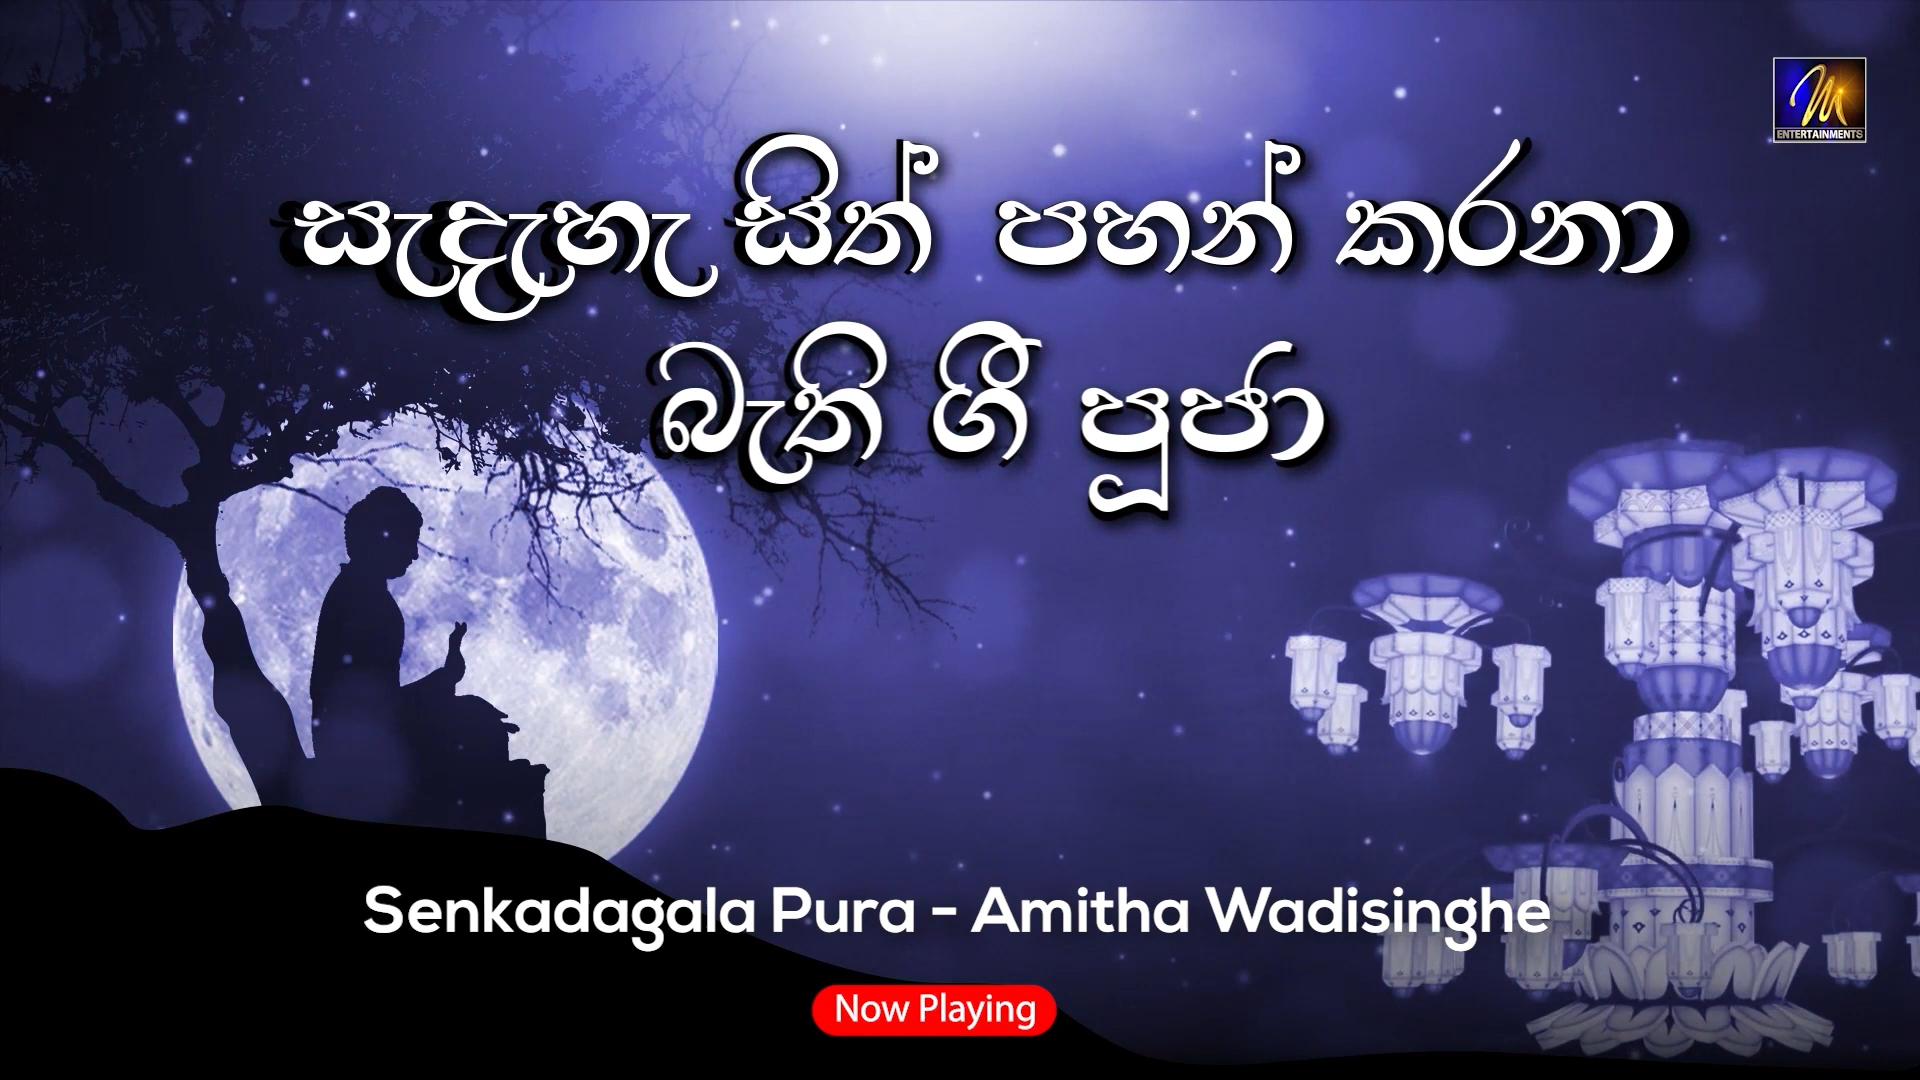 M
ENTERTAINMENTS
සැදැහැ සිත් පහන් කරනා
බැති ගී පූජා
Senkadagala Pura - Amitha Wadisinghe
Now Playing